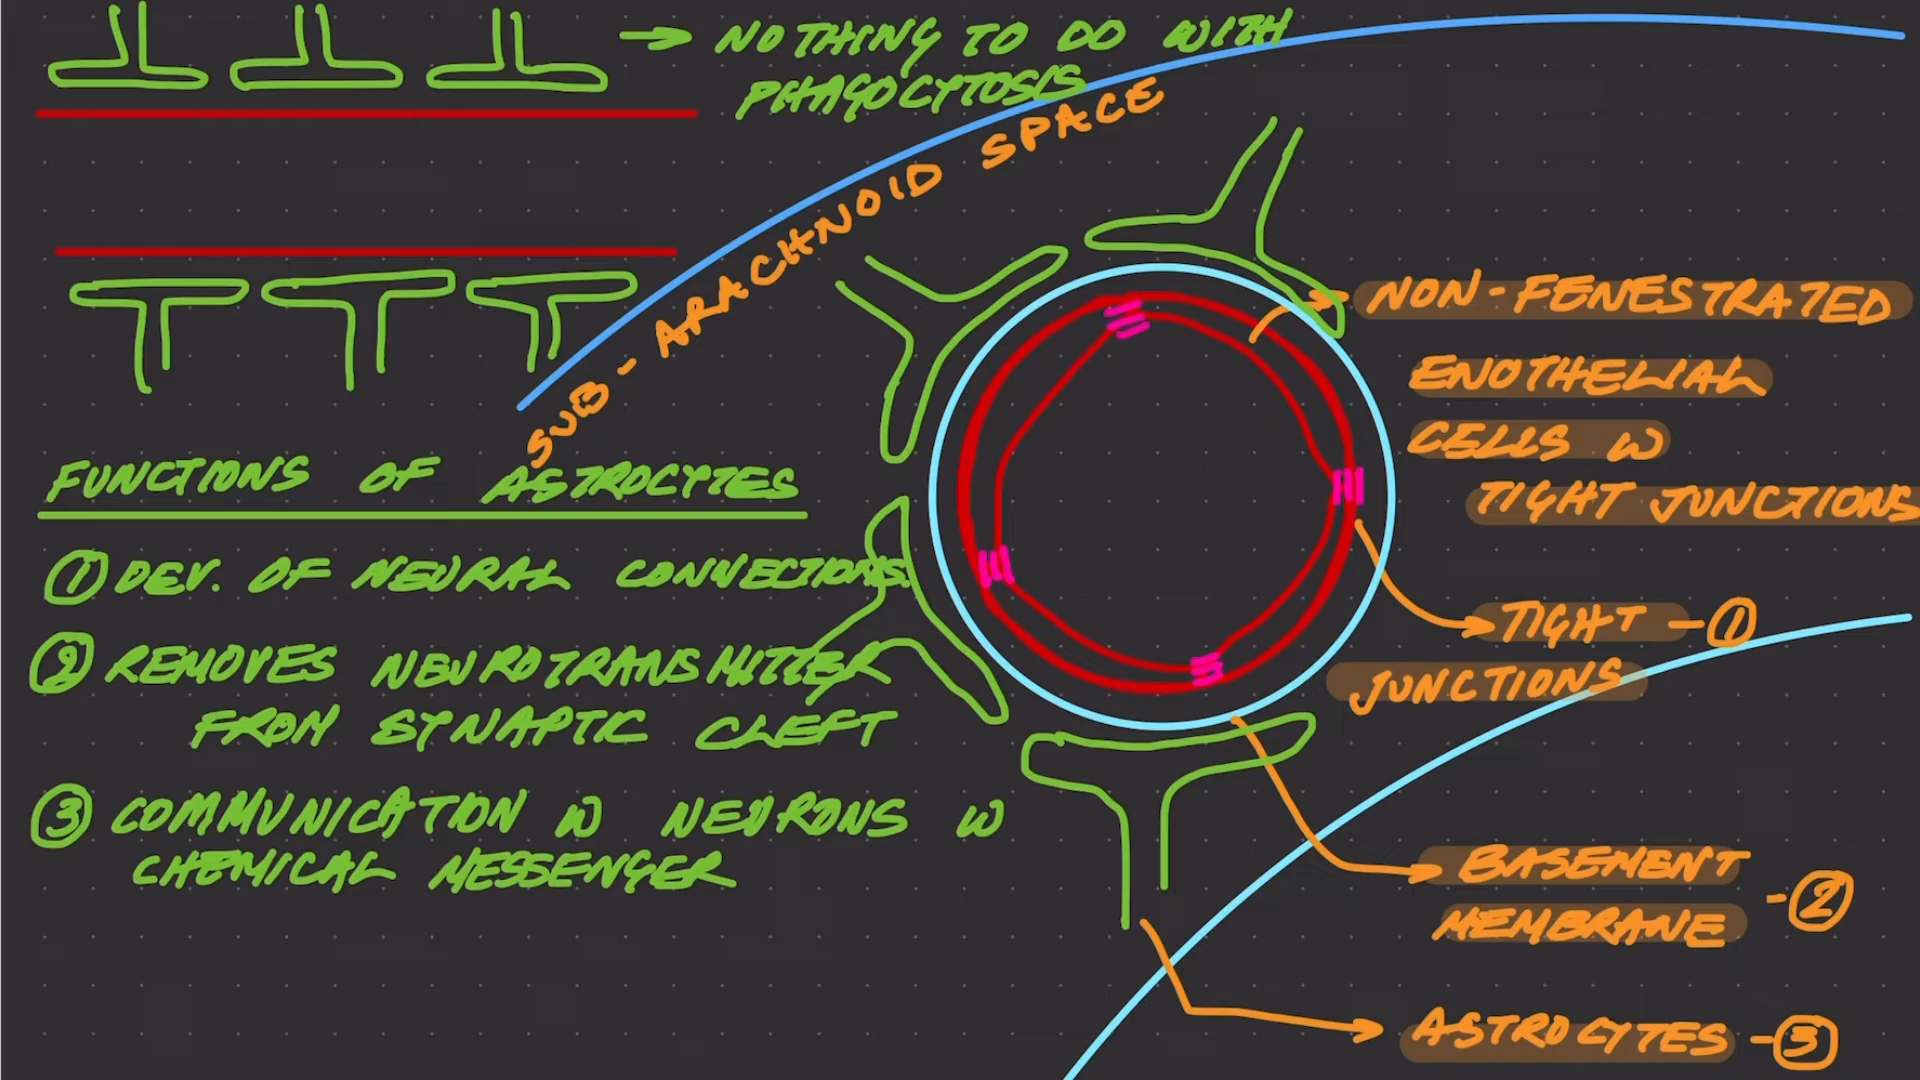 → NOTHING TO DO WITH
PHAGOCYTOSIS
SUB - ARACHNOID SPACE
FUNCTIONS OF ASTROCYTES
① DEV. OF NEURAL CONNECTIONS.
② REMOVES NEUROTRANSMITTER
FROM SYNAPTIC CLEFT
③ COMMUNICATION W NEURONS W
CHEMICAL MESSENGER
NON-FENESTRATED
ENOTHELIAL
CELLS W
TIGHT JUNCTIONS
TIGHT - ①
JUNCTIONS
BASEMENT
MEMBRANE - ②
ASTROCYTES - ③